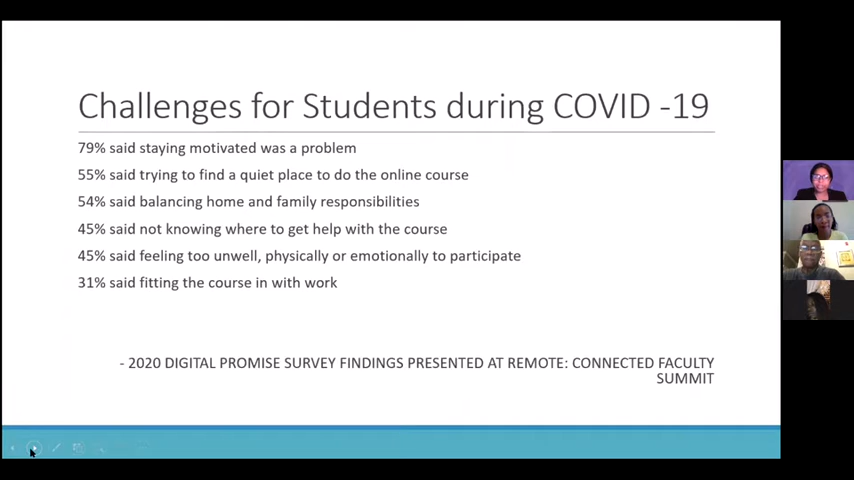 Challenges for Students during COVID -19
79% said staying motivated was a problem
55% said trying to find a quiet place to do the online course
54% said balancing home and family responsibilities
45% said not knowing where to get help with the course
45% said feeling too unwell, physically or emotionally to participate
31% said fitting the course in with work
- 2020 DIGITAL PROMISE SURVEY FINDINGS PRESENTED AT REMOTE: CONNECTED FACULTY
SUMMIT